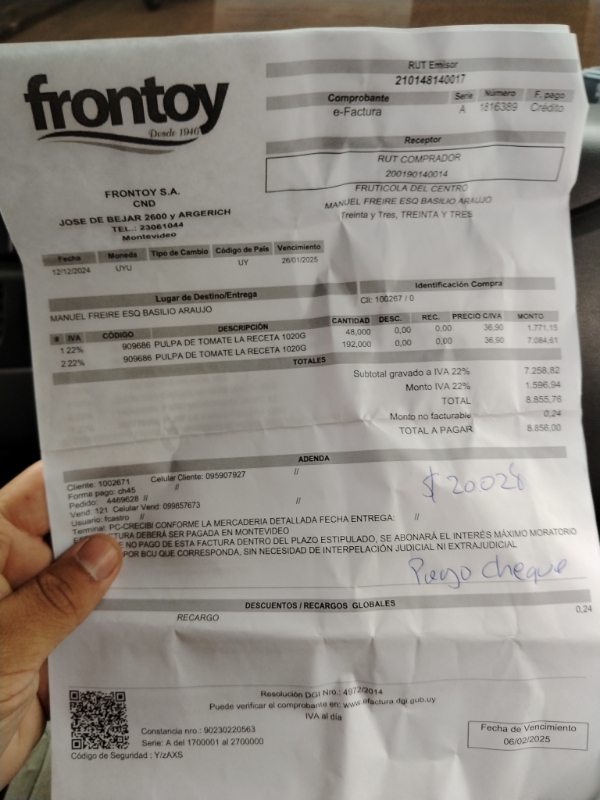 frontoy
Desde 1946
RUT Emisor
210148140017
Comprobante Serie Número F. pago
e-Factura A 1816389 Crédito
Receptor
RUT COMPRADOR
200190140014
FRUTICOLA DEL CENTRO
MANUEL FREIRE ESQ BASILIO ARAUJO
Treinta y Tres, TREINTA Y TRES
FRONTOY S.A.
CND
JOSE DE BEJAR 2600 y ARGERICH
TEL.: 23061044
Montevideo
Fecha Moneda Tipo de Cambio Código de País Vencimiento
12/12/2024 UYU UY 26/01/2025
Lugar de Destino/Entrega Identificación Compra
MANUEL FREIRE ESQ BASILIO ARAUJO Cli: 100267 / 0
# IVA CÓDIGO DESCRIPCIÓN CANTIDAD DESC. REC. PRECIO C/IVA MONTO
1 22% 909686 PULPA DE TOMATE LA RECETA 1020G 48,000 0,00 0,00 36,90 1.771,15
2 22% 909686 PULPA DE TOMATE LA RECETA 1020G 192,000 0,00 0,00 36,90 7.084,61
TOTALES
Subtotal gravado a IVA 22% 7.258,82
Monto IVA 22% 1.596,94
TOTAL 8.855,76
Monto no facturable 0,24
TOTAL A PAGAR 8.856,00
ADENDA
Cliente: 1002671 Celular Cliente: 095907927 //
Forma pago: ch45 //
Pedido: 4469628 //
Vend: 121 Celular Vend: 099857673 //
Usuario: fcastro //
Terminal: PC-CRECIBI CONFORME LA MERCADERIA DETALLADA FECHA ENTREGA: //
TURA DEBERÁ SER PAGADA EN MONTEVIDEO
E NO PAGO DE ESTA FACTURA DENTRO DEL PLAZO ESTIPULADO, SE ABONARÁ EL INTERÉS MÁXIMO MORATORIO
POR BCU QUE CORRESPONDA, SIN NECESIDAD DE INTERPELACIÓN JUDICIAL NI EXTRAJUDICIAL
$ 20.028
cheque
DESCUENTOS / RECARGOS GLOBALES
RECARGO 0,24
Resolución DGI Nro.: 4972/2014
Puede verificar el comprobante en: www.efactura.dgi.gub.uy
IVA al día
Constancia nro.: 90230220563
Serie: A del 1700001 al 2700000
Código de Seguridad : Y/zAXS
Fecha de Vencimiento
06/02/2025